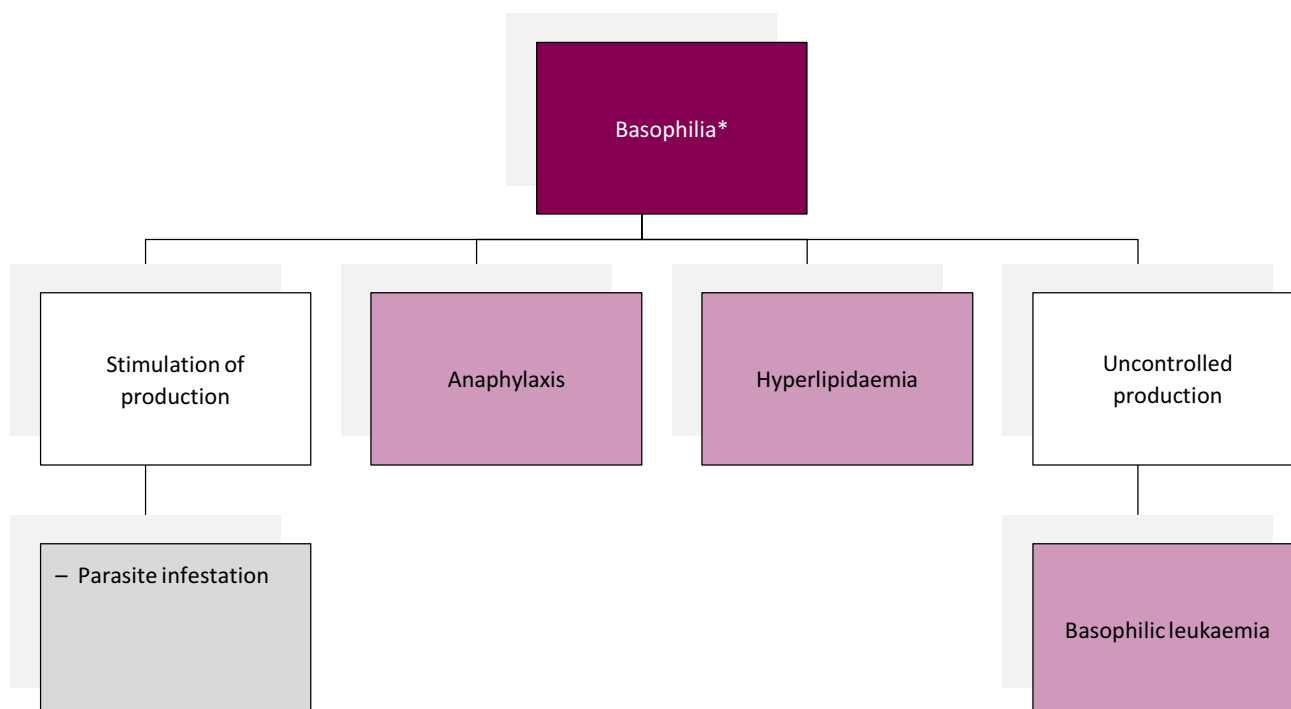 Basophilia*
Stimulation of
production
Anaphylaxis
Hyperlipidaemia
Uncontrolled
production
– Parasite infestation
Basophilic leukaemia